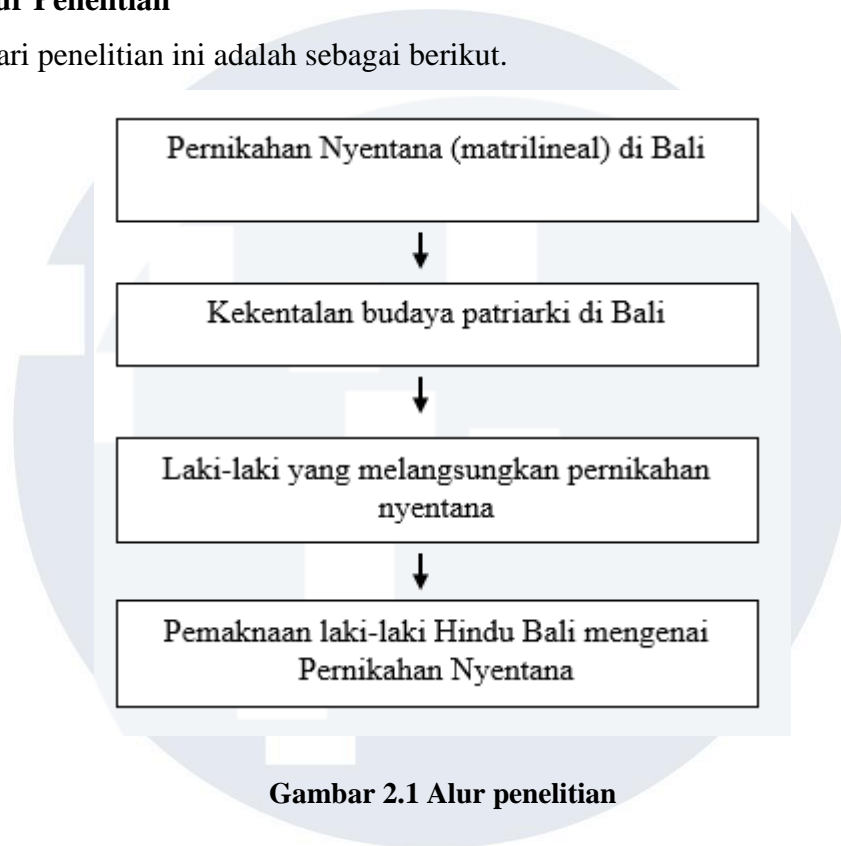 ur Penelitian
ari penelitian ini adalah sebagai berikut.
Pernikahan Nyentana (matrilineal) di Bali
Kekentalan budaya patriarki di Bali
Laki-laki yang melangsungkan pernikahan
nyentana
Pemaknaan laki-laki Hindu Bali mengenai
Pernikahan Nyentana
Gambar 2.1 Alur penelitian